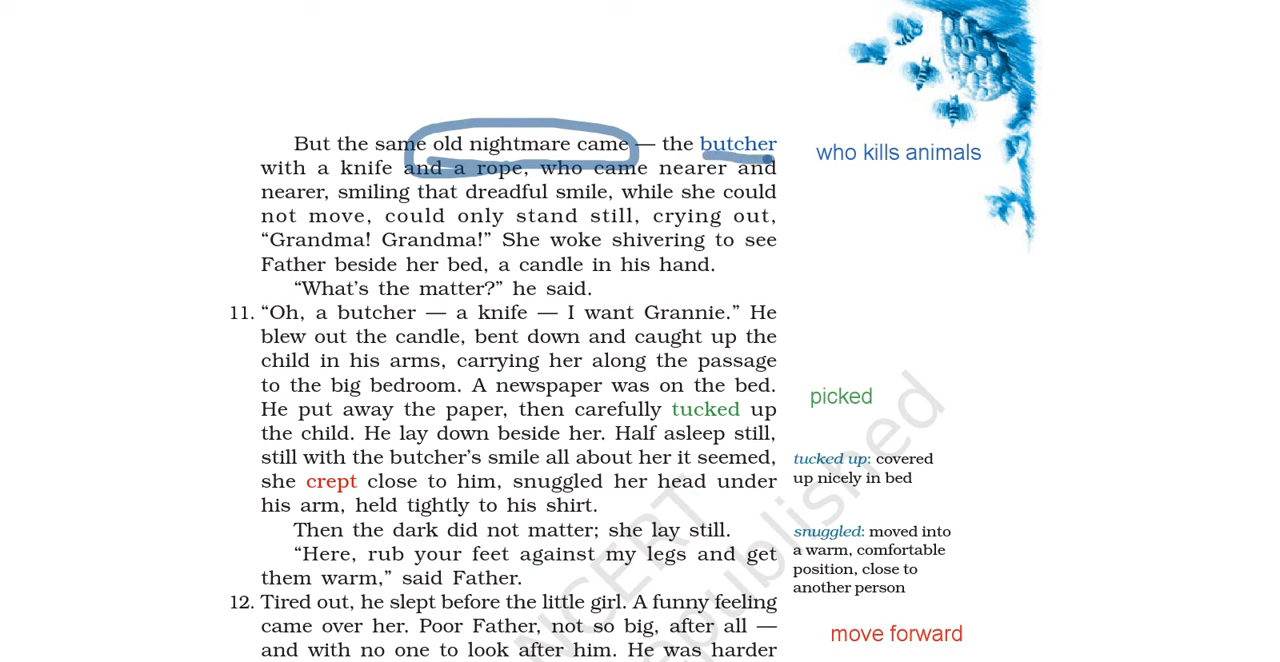 But the same old nightmare came — the butcher
with a knife and a rope, who came nearer and
nearer, smiling that dreadful smile, while she could
not move, could only stand still, crying out,
“Grandma! Grandma!” She woke shivering to see
Father beside her bed, a candle in his hand.
“What’s the matter?” he said.
11. “Oh, a butcher — a knife — I want Grannie.” He
blew out the candle, bent down and caught up the
child in his arms, carrying her along the passage
to the big bedroom. A newspaper was on the bed.
He put away the paper, then carefully tucked up
the child. He lay down beside her. Half asleep still,
still with the butcher’s smile all about her it seemed,
she crept close to him, snuggled her head under
his arm, held tightly to his shirt.
Then the dark did not matter; she lay still.
“Here, rub your feet against my legs and get
them warm,” said Father.
12. Tired out, he slept before the little girl. A funny feeling
came over her. Poor Father, not so big, after all —
and with no one to look after him. He was harder
who kills animals
picked
tucked up: covered
up nicely in bed
snuggled: moved into
a warm, comfortable
position, close to
another person
move forward
NCERT
republished